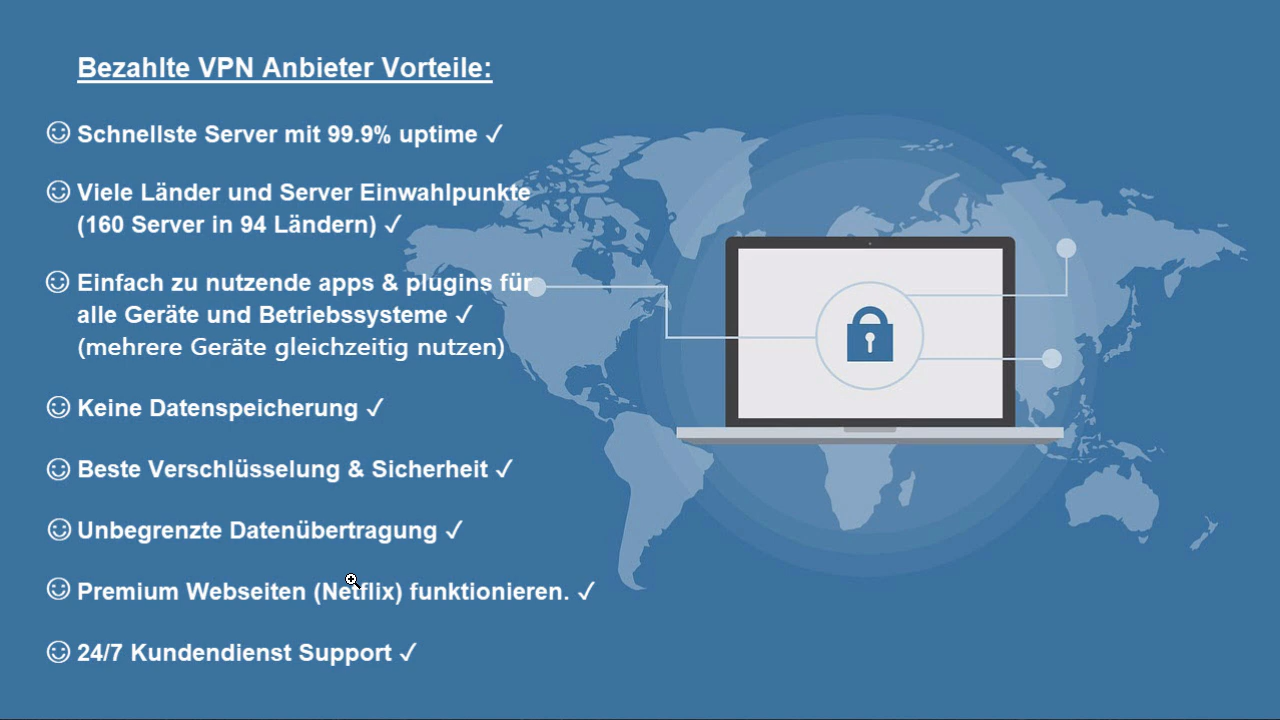 Bezahlte VPN Anbieter Vorteile:
☺ Schnellste Server mit 99.9% uptime ✓
☺ Viele Länder und Server Einwahlpunkte
(160 Server in 94 Ländern) ✓
☺ Einfach zu nutzende apps & plugins für
alle Geräte und Betriebssysteme ✓
(mehrere Geräte gleichzeitig nutzen)
☺ Keine Datenspeicherung ✓
☺ Beste Verschlüsselung & Sicherheit ✓
☺ Unbegrenzte Datenübertragung ✓
☺ Premium Webseiten (Netflix) funktionieren. ✓
☺ 24/7 Kundendienst Support ✓